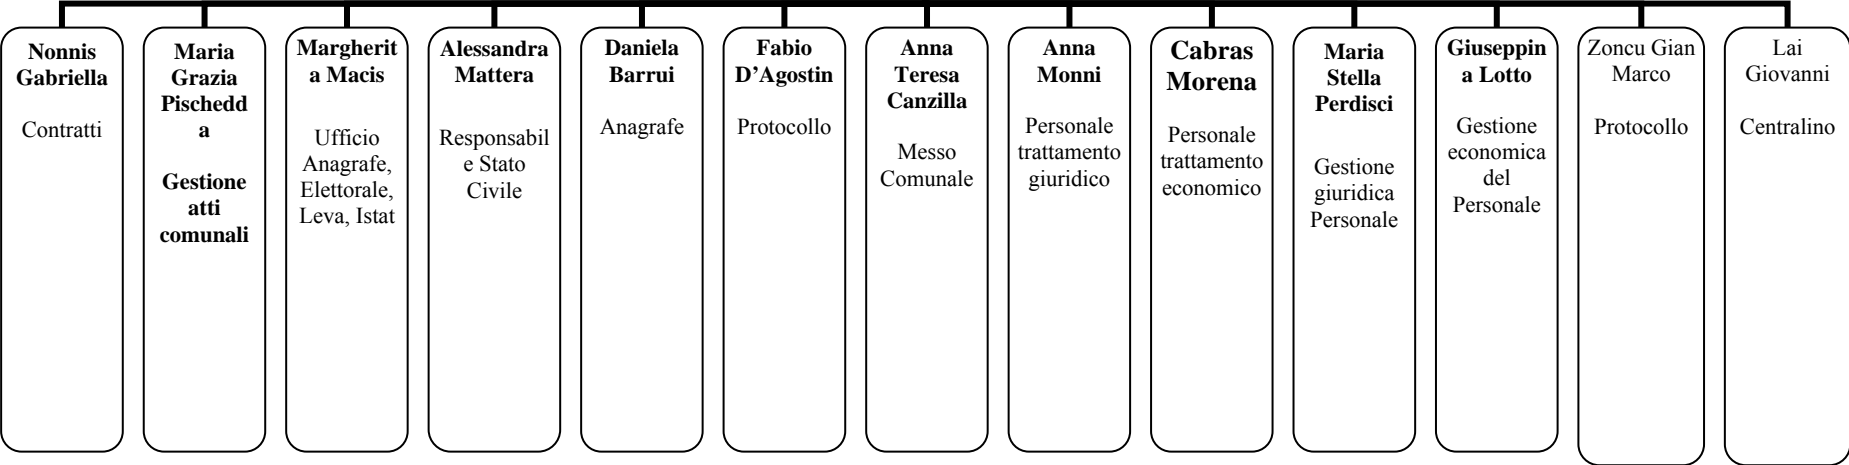 Nonnis
Gabriella
Contratti
Maria
Grazia
Pischedd
a
Gestione
atti
comunali
Margherit
a Macis
Ufficio
Anagrafe,
Elettorale,
Leva, Istat
Alessandra
Mattera
Responsabil
e Stato
Civile
Daniela
Barrui
Anagrafe
Fabio
D’Agostin
Protocollo
Anna
Teresa
Canzilla
Messo
Comunale
Anna
Monni
Personale
trattamento
giuridico
Cabras
Morena
Personale
trattamento
economico
Maria
Stella
Perdisci
Gestione
giuridica
Personale
Giuseppin
a Lotto
Gestione
economica
del
Personale
Zoncu Gian
Marco
Protocollo
Lai
Giovanni
Centralino